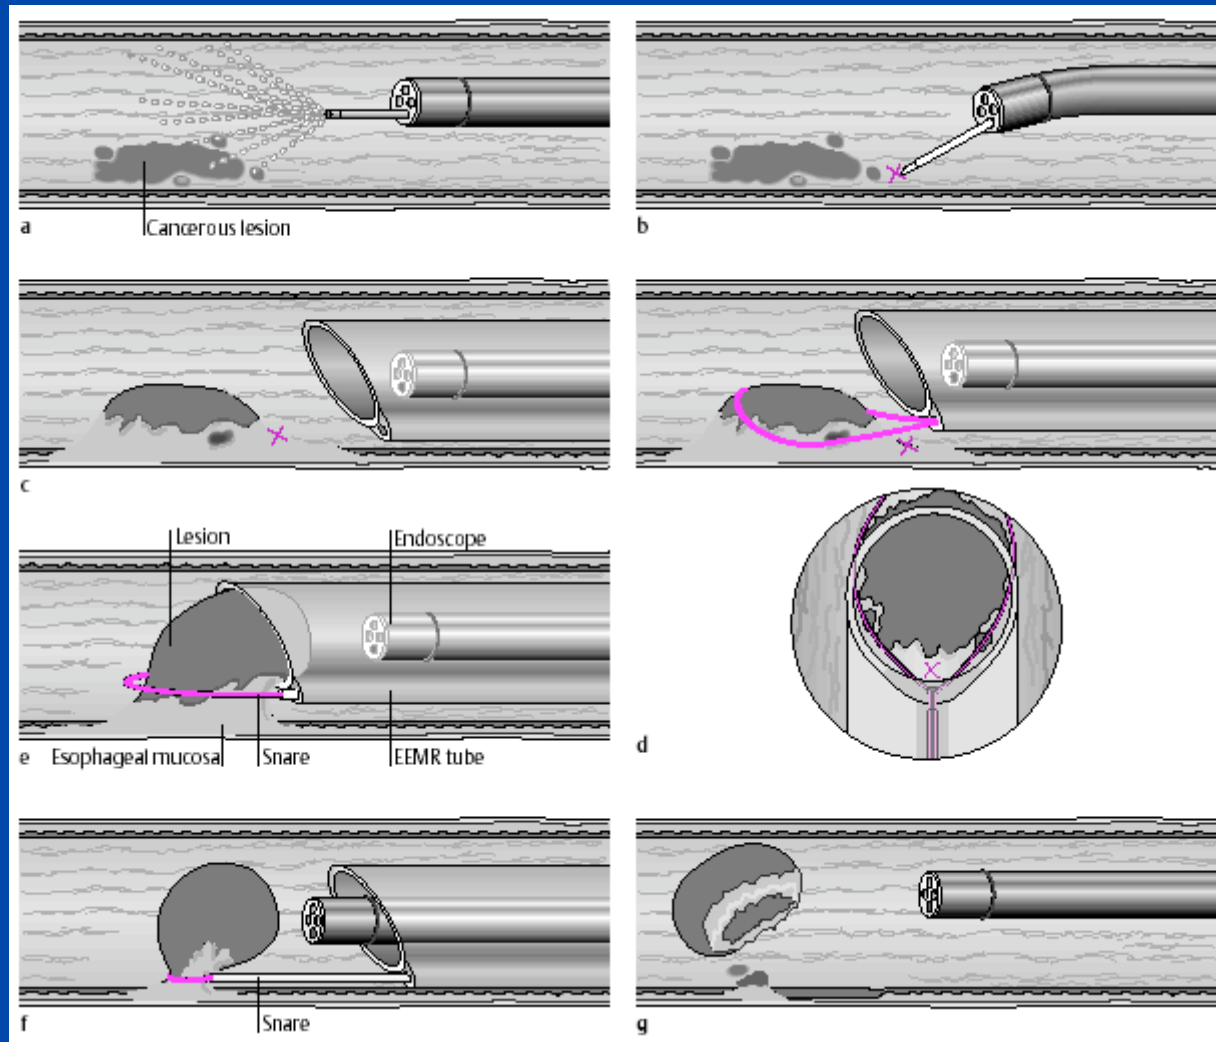 a
Cancerous lesion
b
c
Lesion
Endoscope
e
Esophageal mucosa
Snare
EEMR tube
d
f
Snare
g